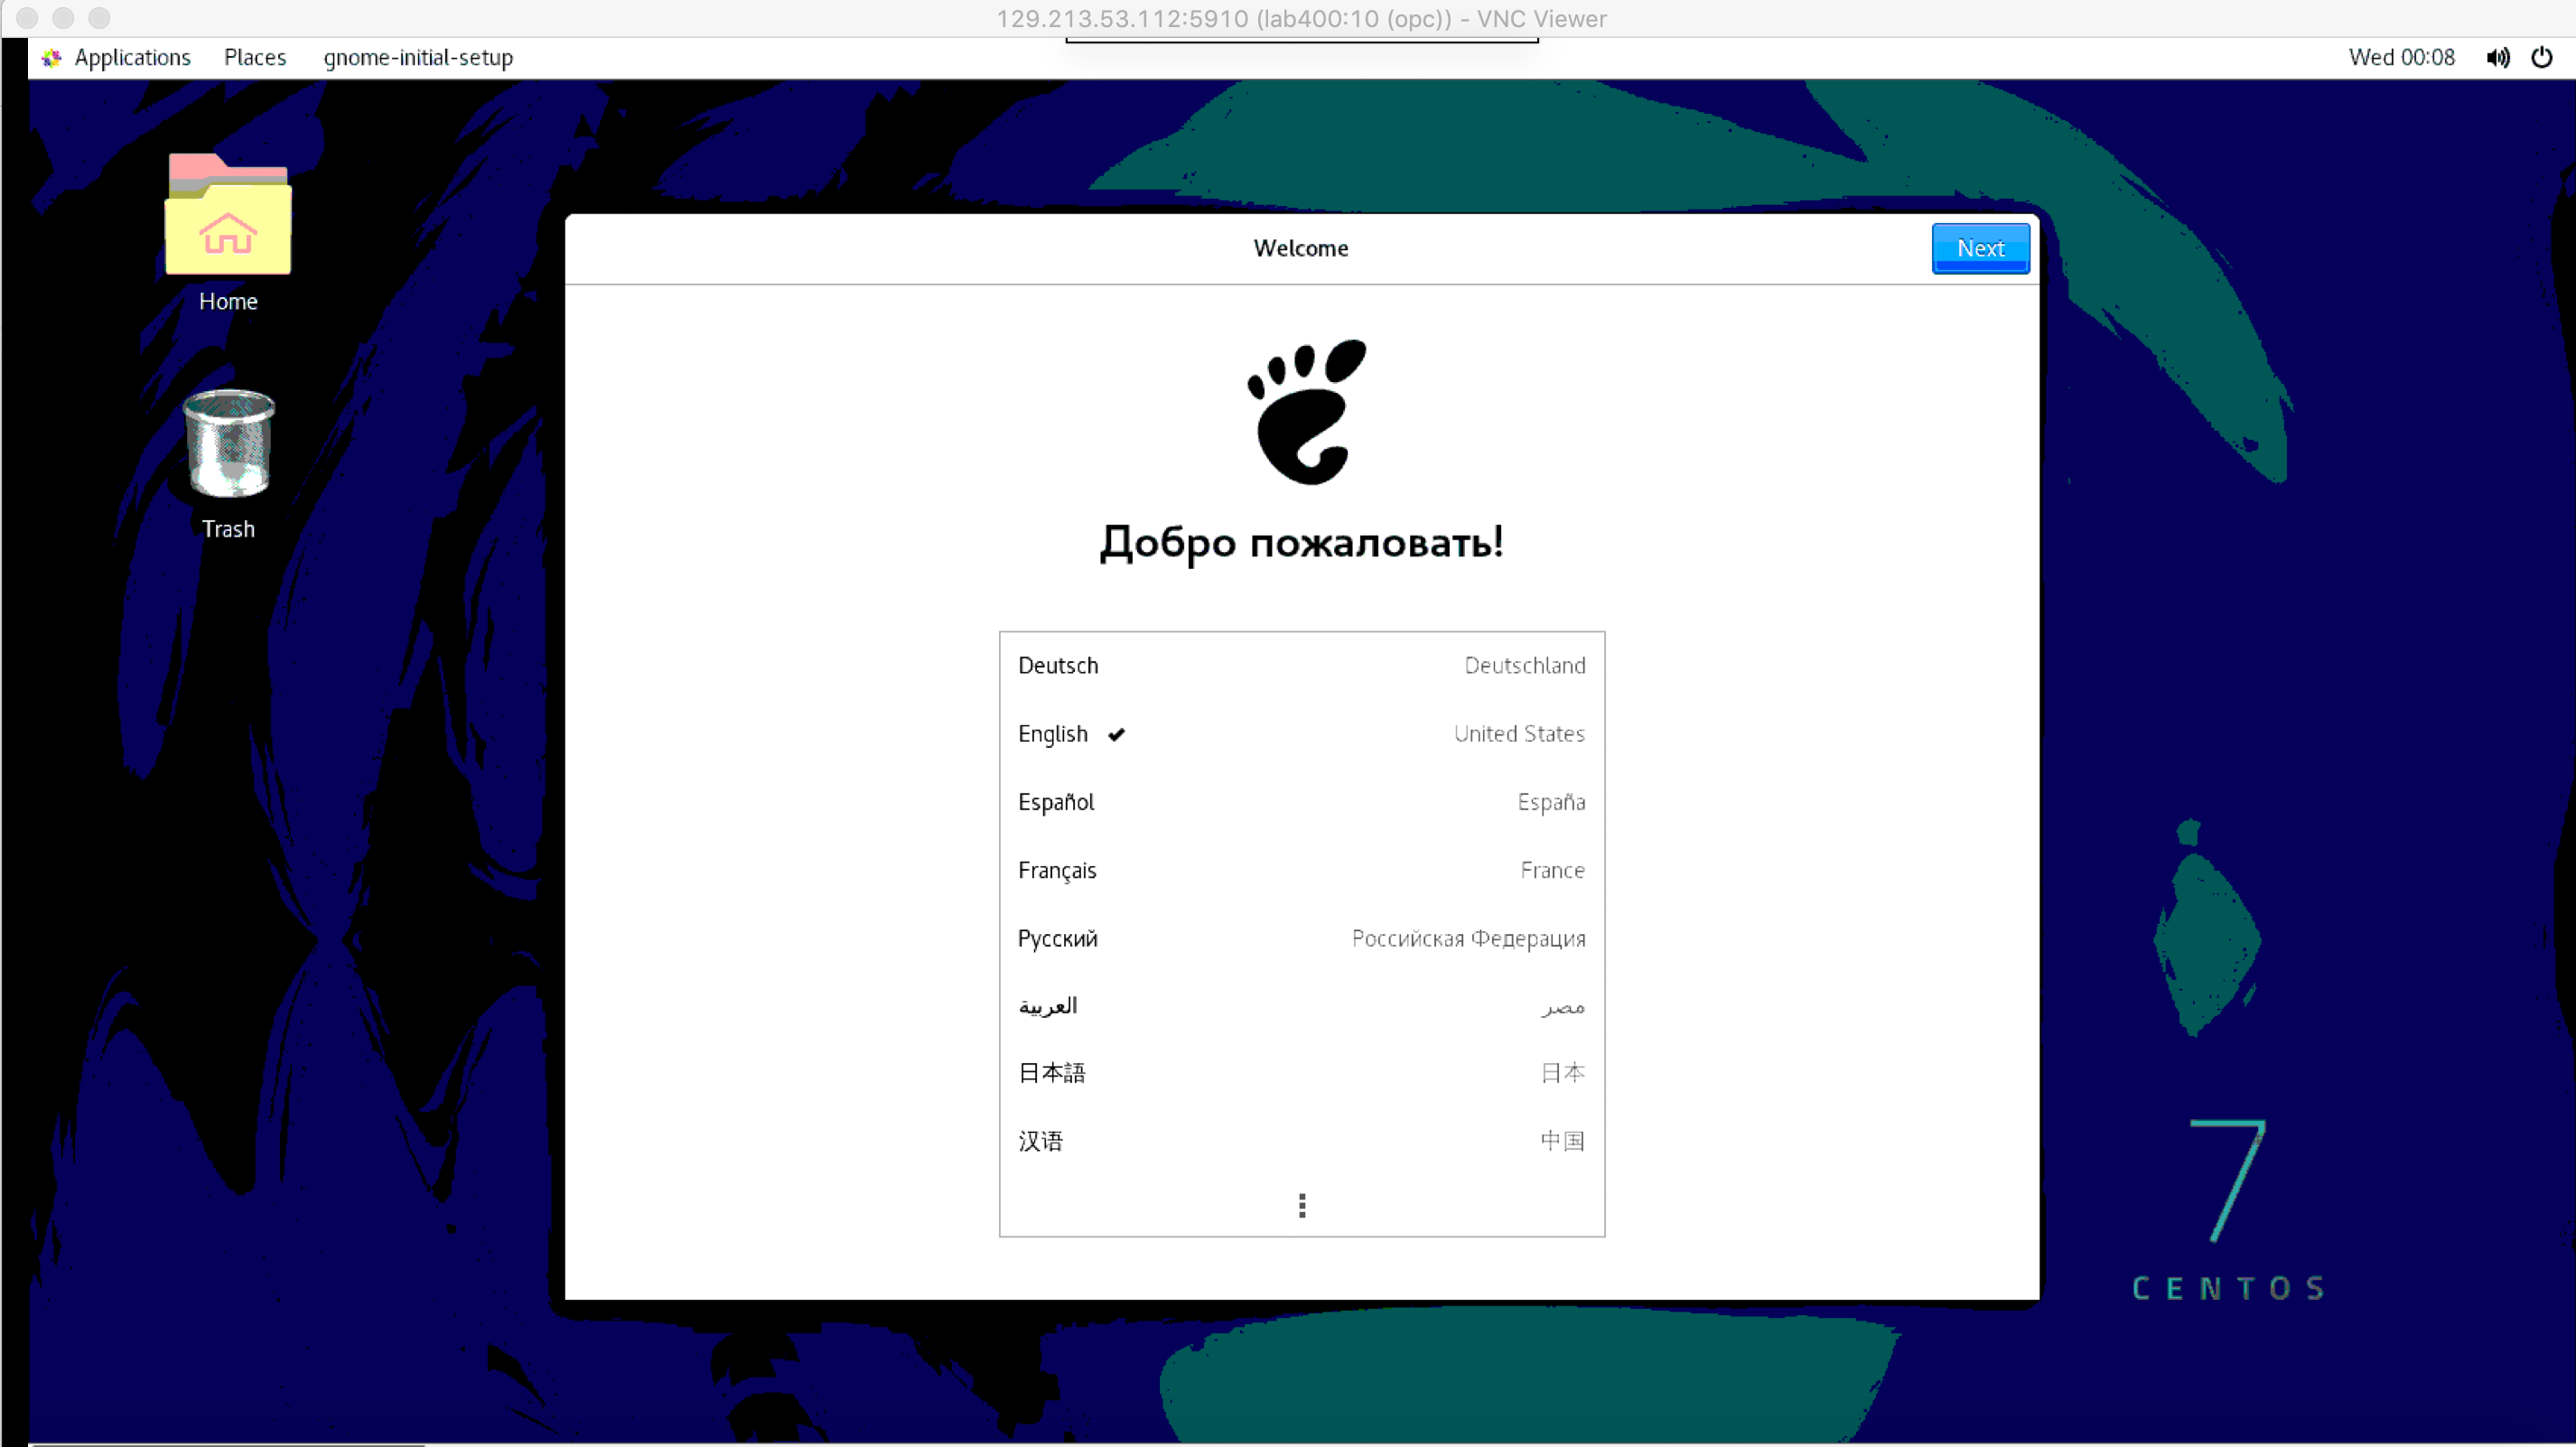 129.213.53.112:5910 (lab400:10 (opc)) - VNC Viewer
Applications Places gnome-initial-setup Wed 00:08
Home
Trash
Welcome Next
Добро пожаловать!
Deutsch Deutschland
English United States
Español España
Français France
Русский Российская Федерация
العربية مصر
日本語 日本
汉语 中国
7
CENTOS